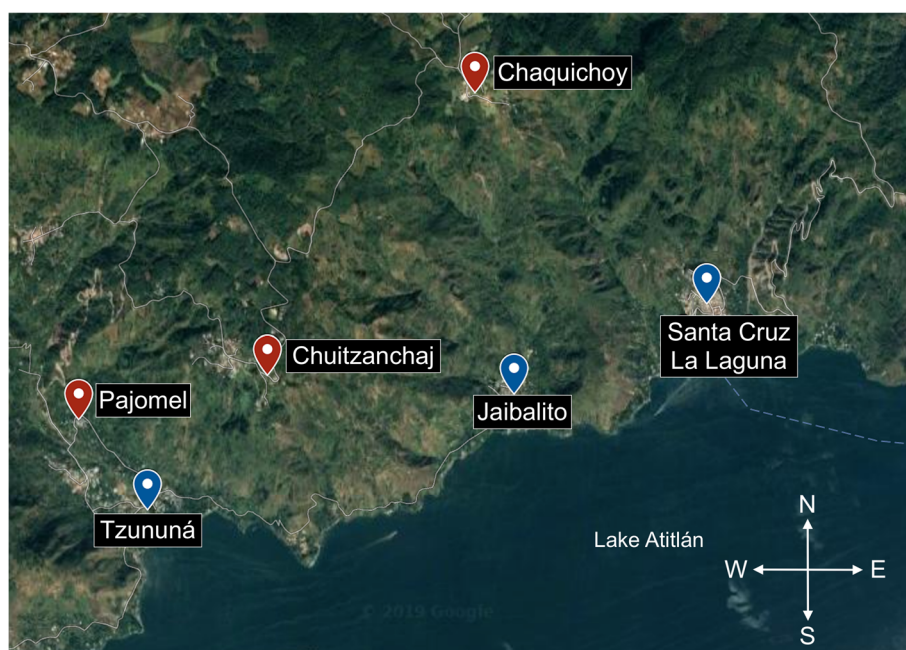 Chaquichoy
Santa Cruz
La Laguna
Chuitzanchaj
Jaibalito
Pajomel
Tzununá
Lake Atitlán
N
W
E
S
© 2019 Google